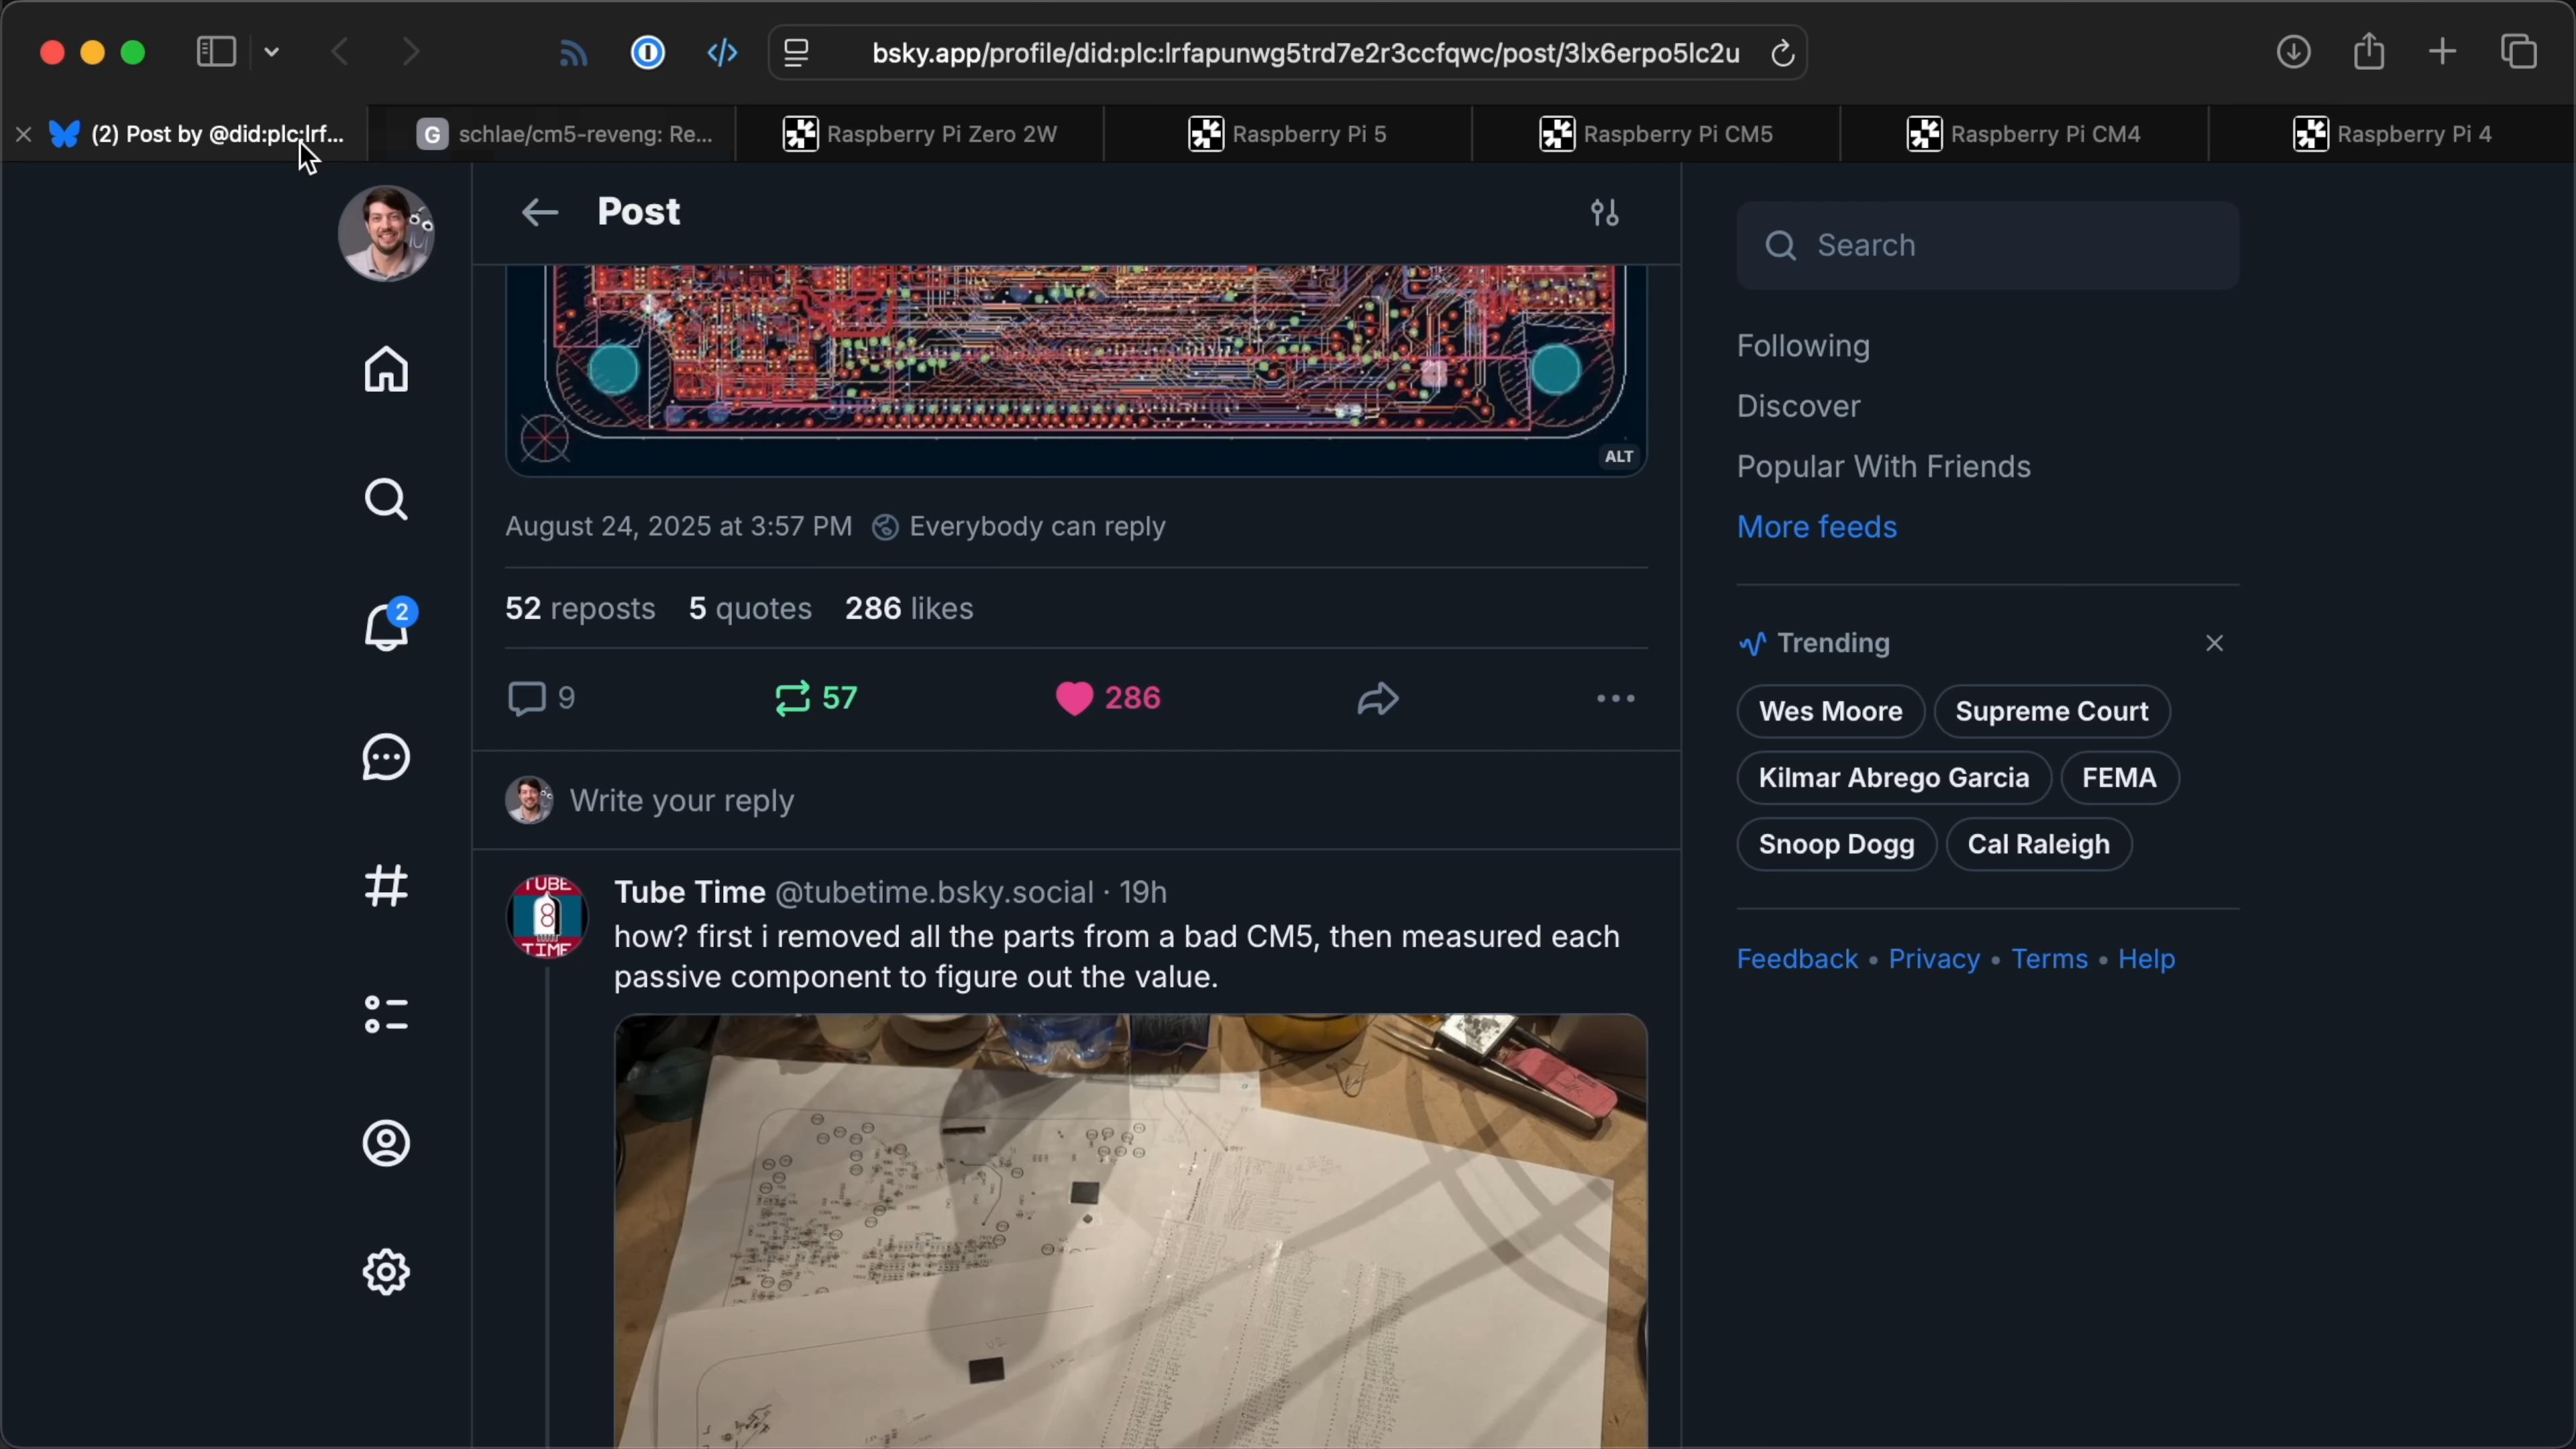 bsky.app/profile/did:plc:lrfapunwg5trd7e2r3ccfqwc/post/3lx6erpo5lc2u
(2) Post by @did:plc:lrf...
G
schlae/cm5-reveng: Re...
Raspberry Pi Zero 2W
Raspberry Pi 5
Raspberry Pi CM5
Raspberry Pi CM4
Raspberry Pi 4
Post
ALT
August 24, 2025 at 3:57 PM Everybody can reply
52 reposts 5 quotes 286 likes
9 57 286
Write your reply
TUBE
8
TIME
Tube Time @tubetime.bsky.social · 19h
how? first i removed all the parts from a bad CM5, then measured each
passive component to figure out the value.
U2
2
Search
Following
Discover
Popular With Friends
More feeds
Trending
Wes Moore
Supreme Court
Kilmar Abrego Garcia
FEMA
Snoop Dogg
Cal Raleigh
Feedback • Privacy • Terms • Help